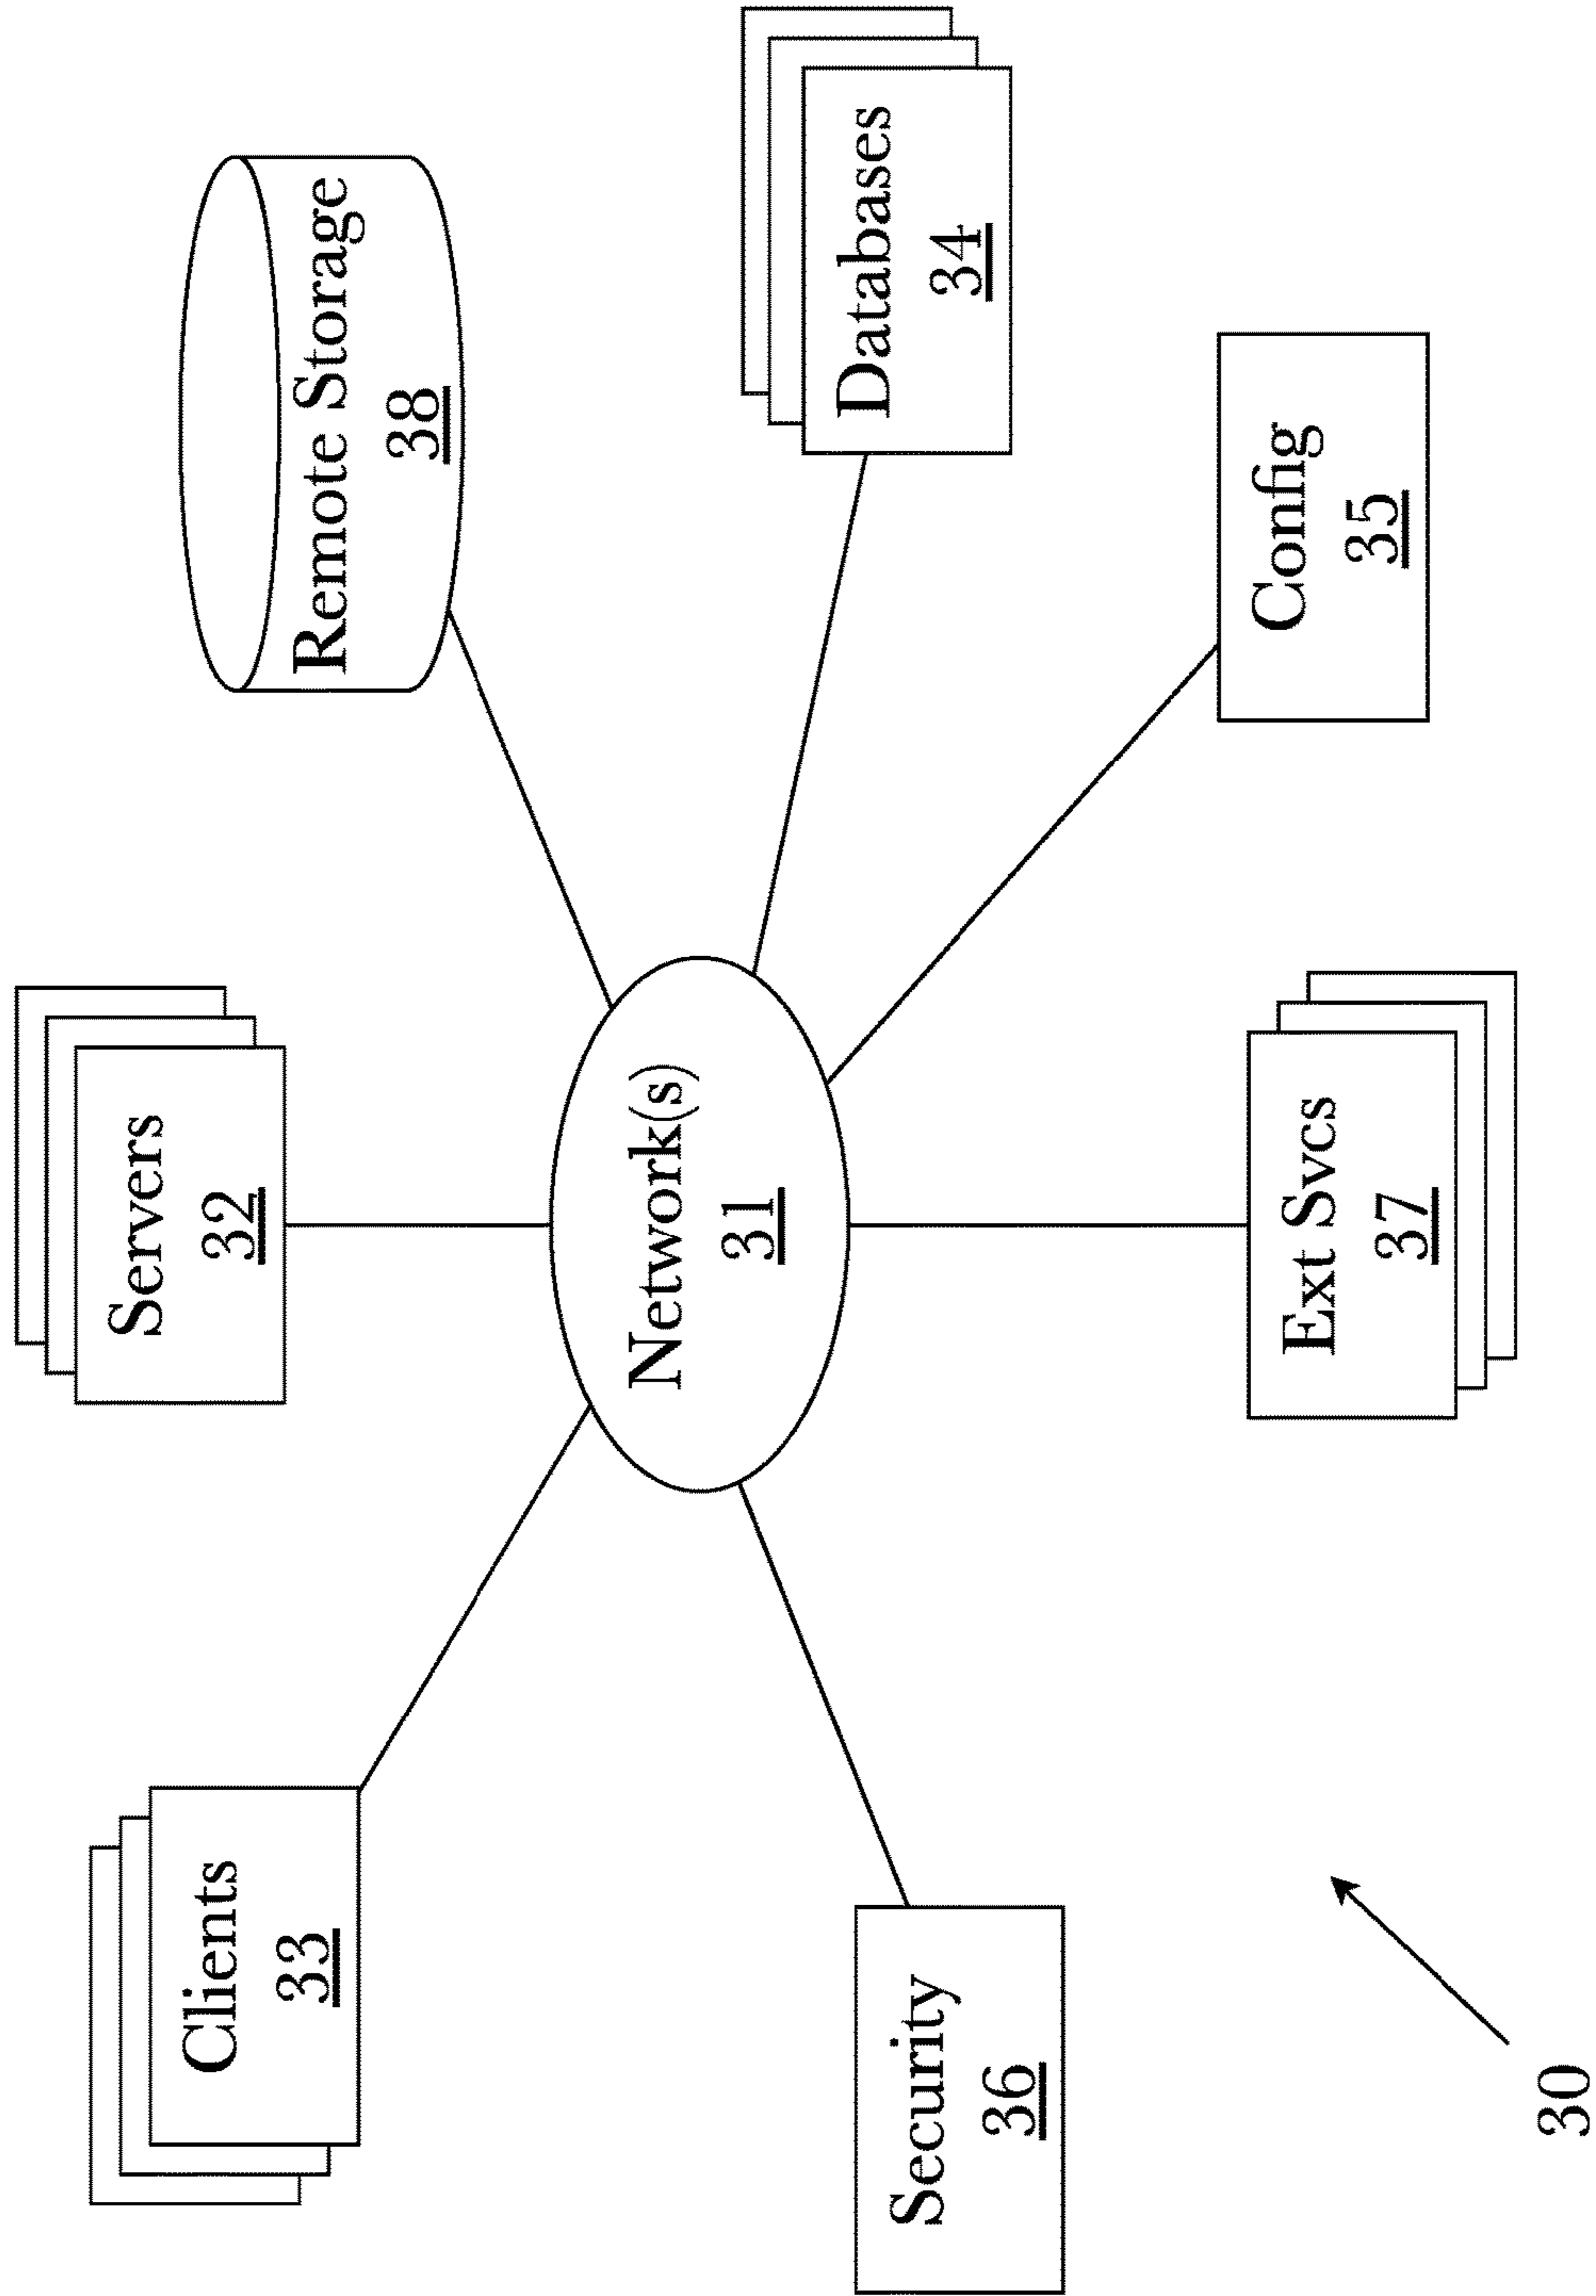 Servers
32
Remote Storage
38
Clients
33
Network(s)
31
Databases
34
Security
36
Ext Svcs
37
Config
35
30